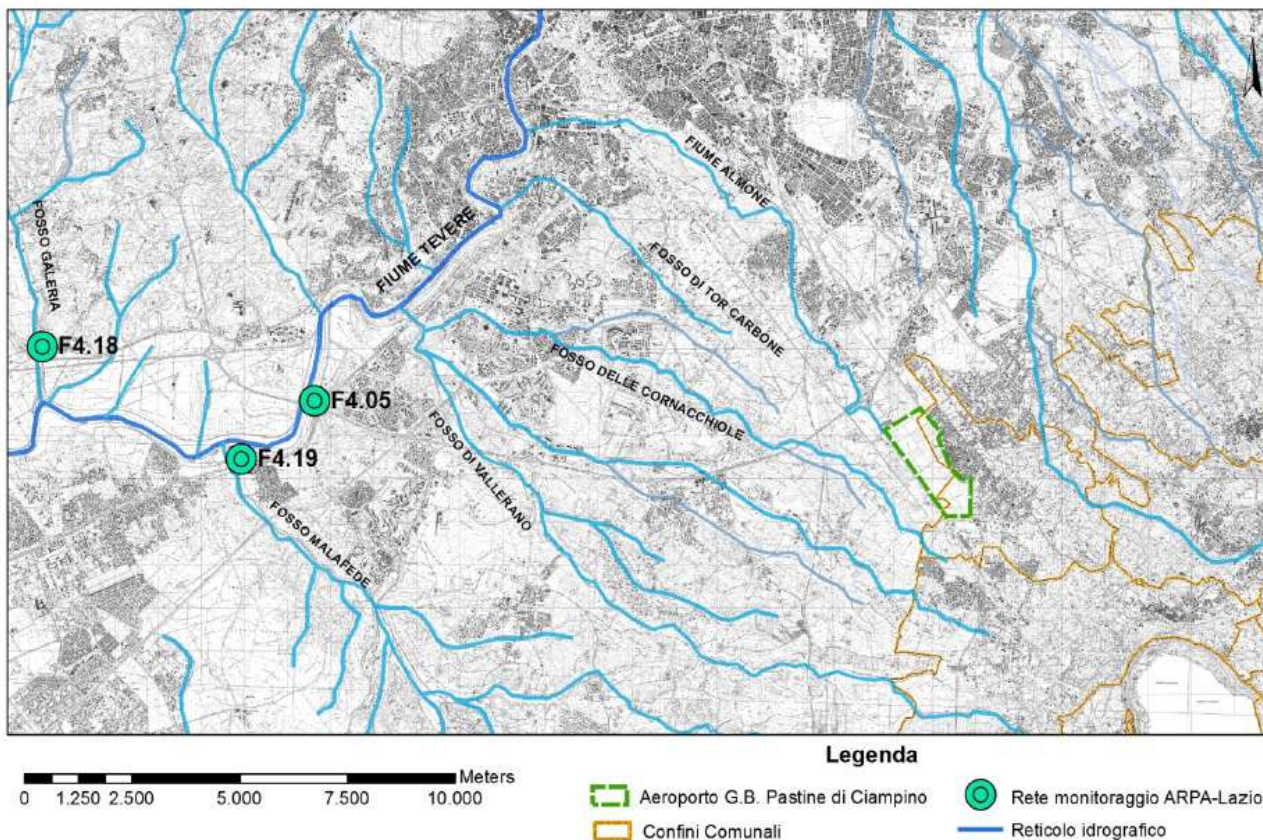 FIUME ALMONE
FOSSO GALERIA
FIUME TEVERE
FOSSO DI TOR CARBONE
F4.18
FOSSO DELLE CORNACCHIOLE
F4.05
FOSSO DI VALLERANO
F4.19
FOSSO MALAFEDE
Legenda
Meters
0 1.250 2.500 5.000 7.500 10.000
Aeroporto G.B. Pastine di Ciampino
Rete monitoraggio ARPA-Lazio
Confini Comunali
Reticolo idrografico